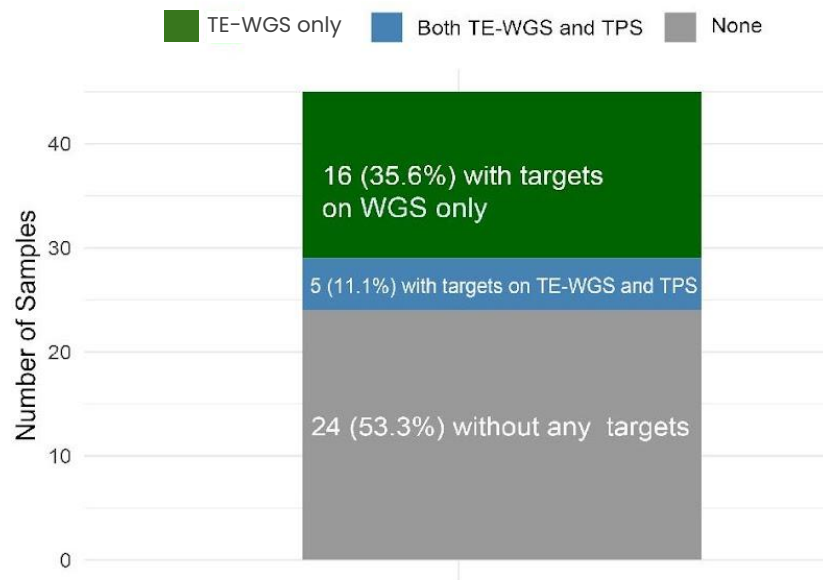 TE-WGS only Both TE-WGS and TPS None
Number of Samples
40
30
20
10
0
16 (35.6%) with targets
on WGS only
5 (11.1%) with targets on TE-WGS and TPS
24 (53.3%) without any targets